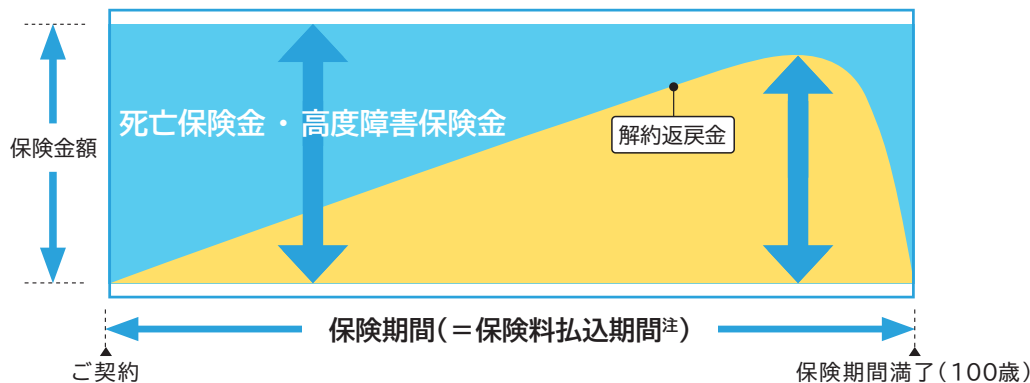 死亡保険金・高度障害保険金
解約返戻金
保険金額
保険期間(＝保険料払込期間注)
ご契約
保険期間満了(100歳)